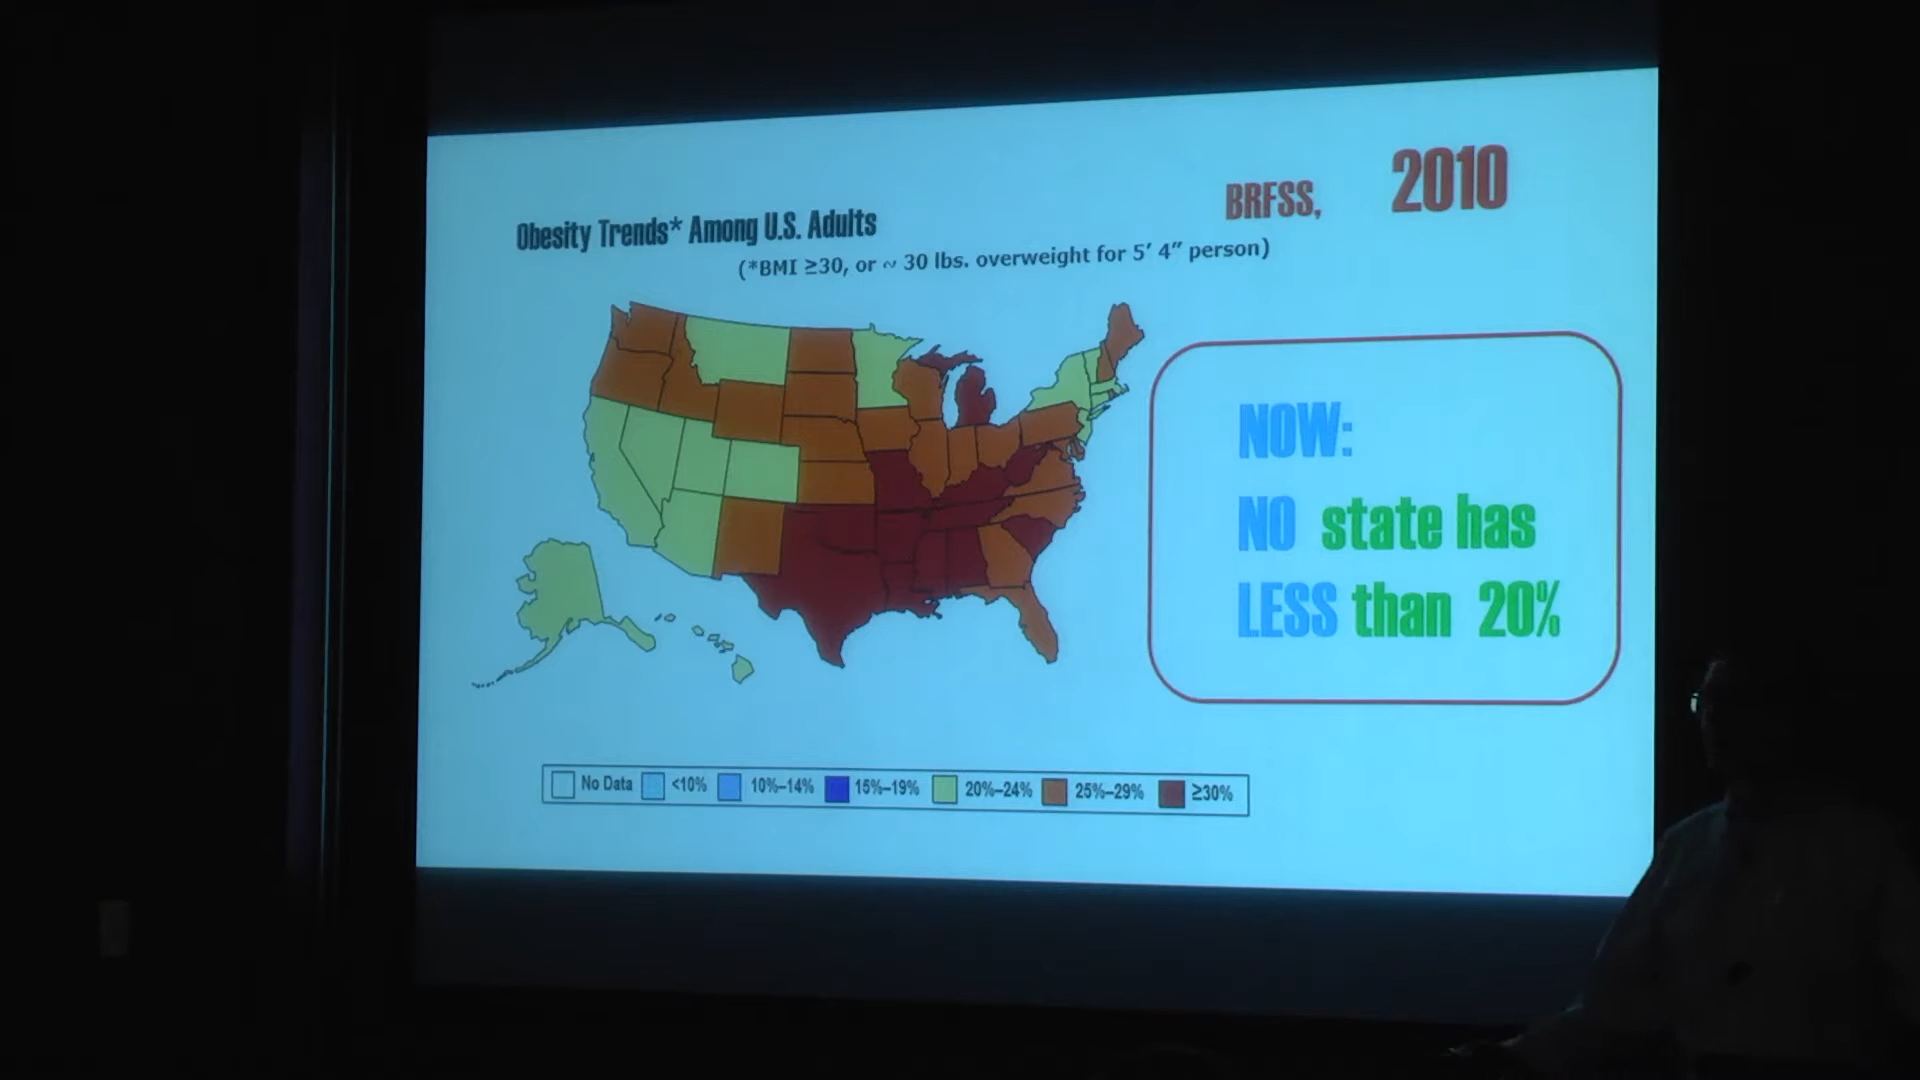 BRFSS, 2010
Obesity Trends* Among U.S. Adults
(*BMI ≥30, or ~ 30 lbs. overweight for 5′ 4″ person)
NOW:
NO state has
LESS than 20%
No Data <10% 10%–14% 15%–19% 20%–24% 25%–29% ≥30%